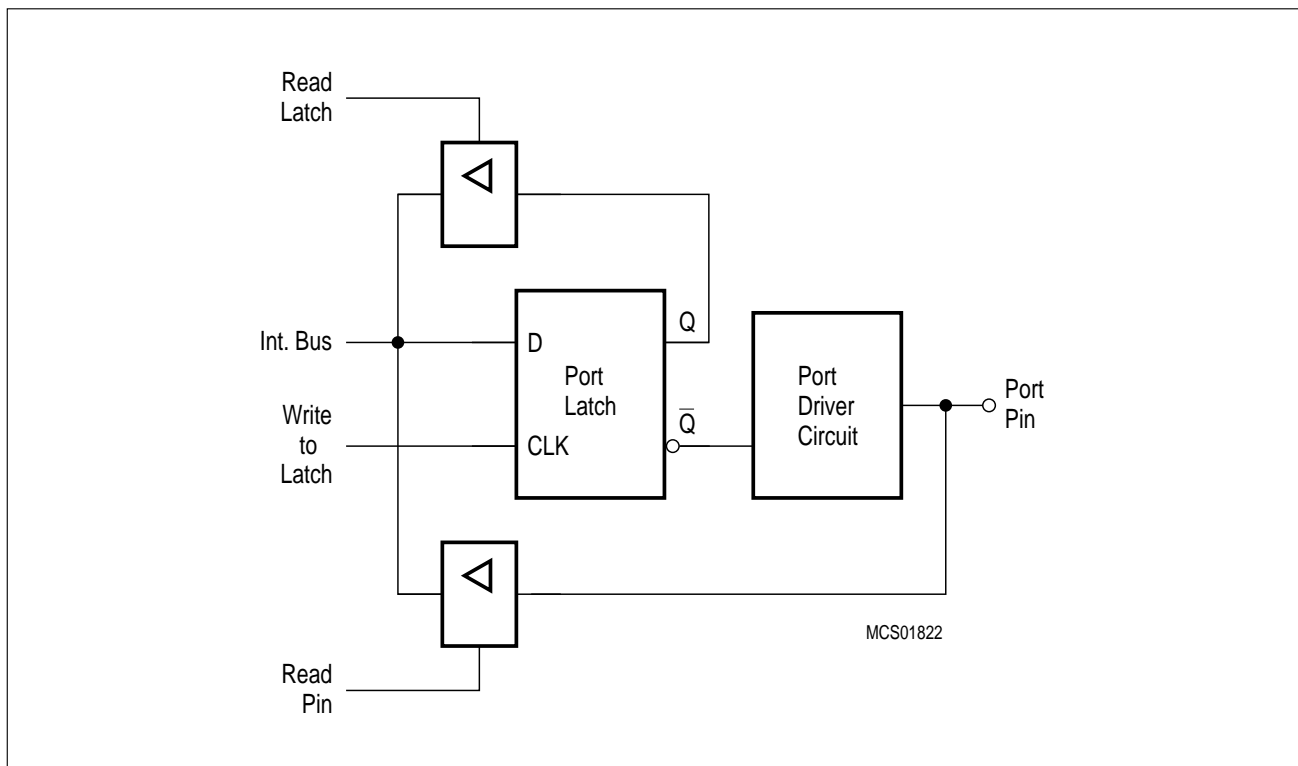 Read
Latch
Int. Bus
Write
to
Latch
Read
Pin
D
CLK
Port
Latch
Q
Q̅
Port
Driver
Circuit
Port
Pin
MCS01822